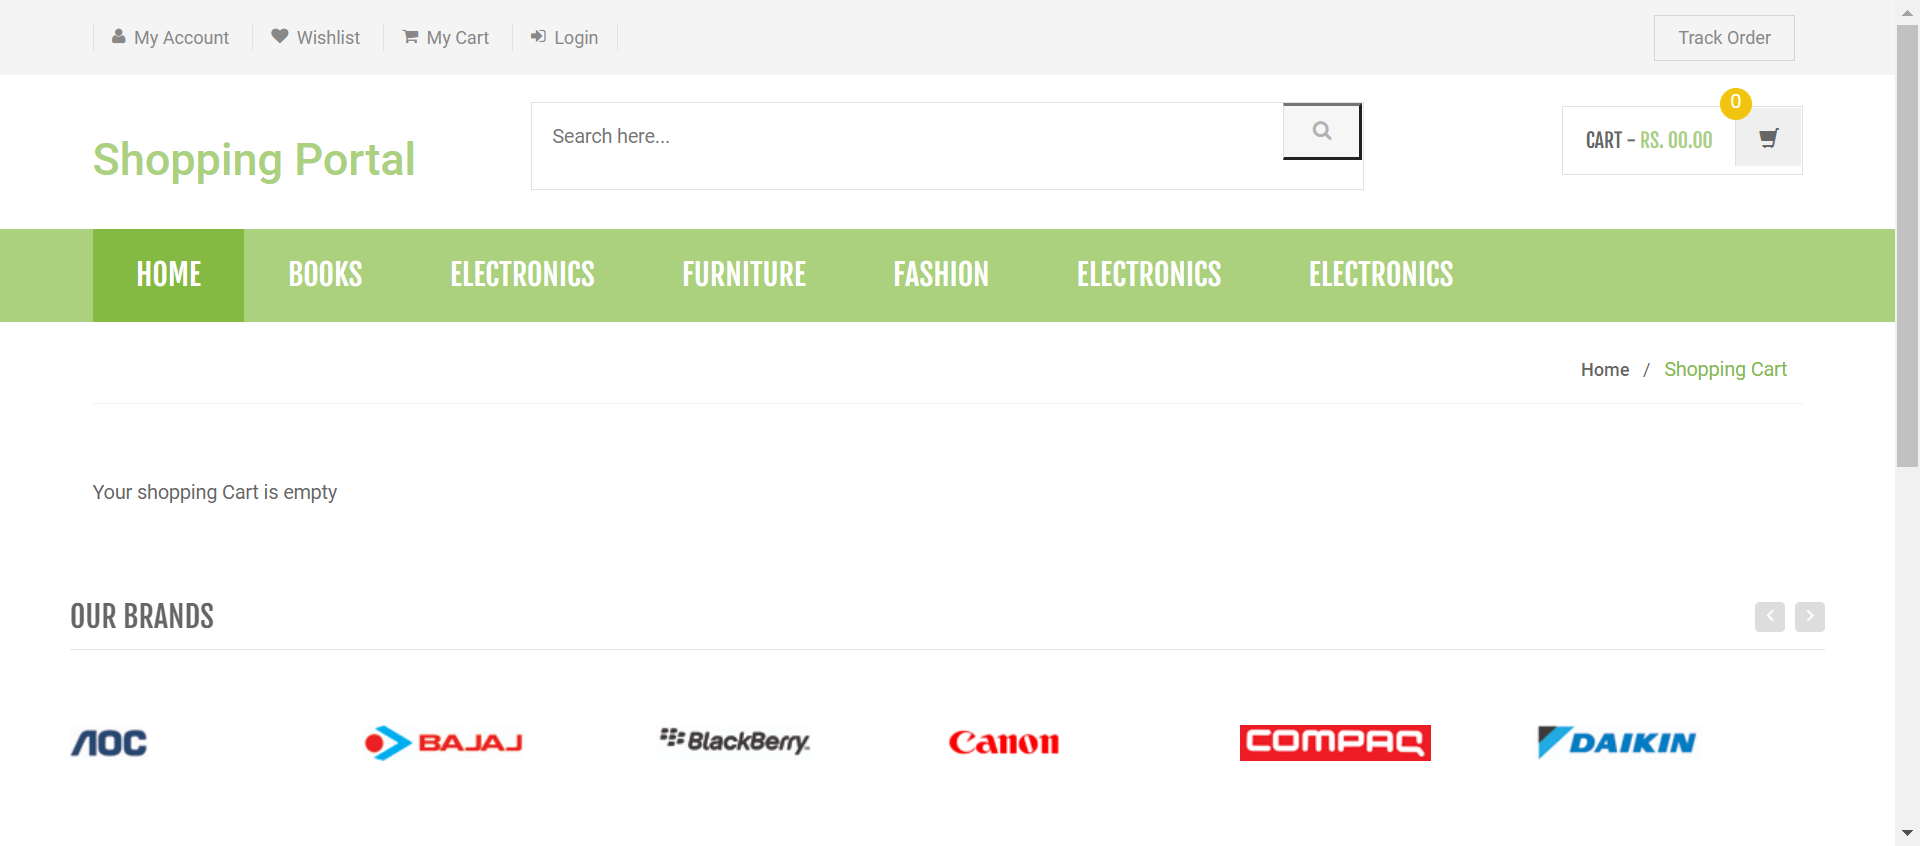 My Account
Wishlist
My Cart
Login
Track Order
Shopping Portal
Search here...
CART - RS. 00.00
0
HOME
BOOKS
ELECTRONICS
FURNITURE
FASHION
ELECTRONICS
ELECTRONICS
Home / Shopping Cart
Your shopping Cart is empty
OUR BRANDS
AOC
BAJAJ
BlackBerry
Canon
COMPAQ
DAIKIN